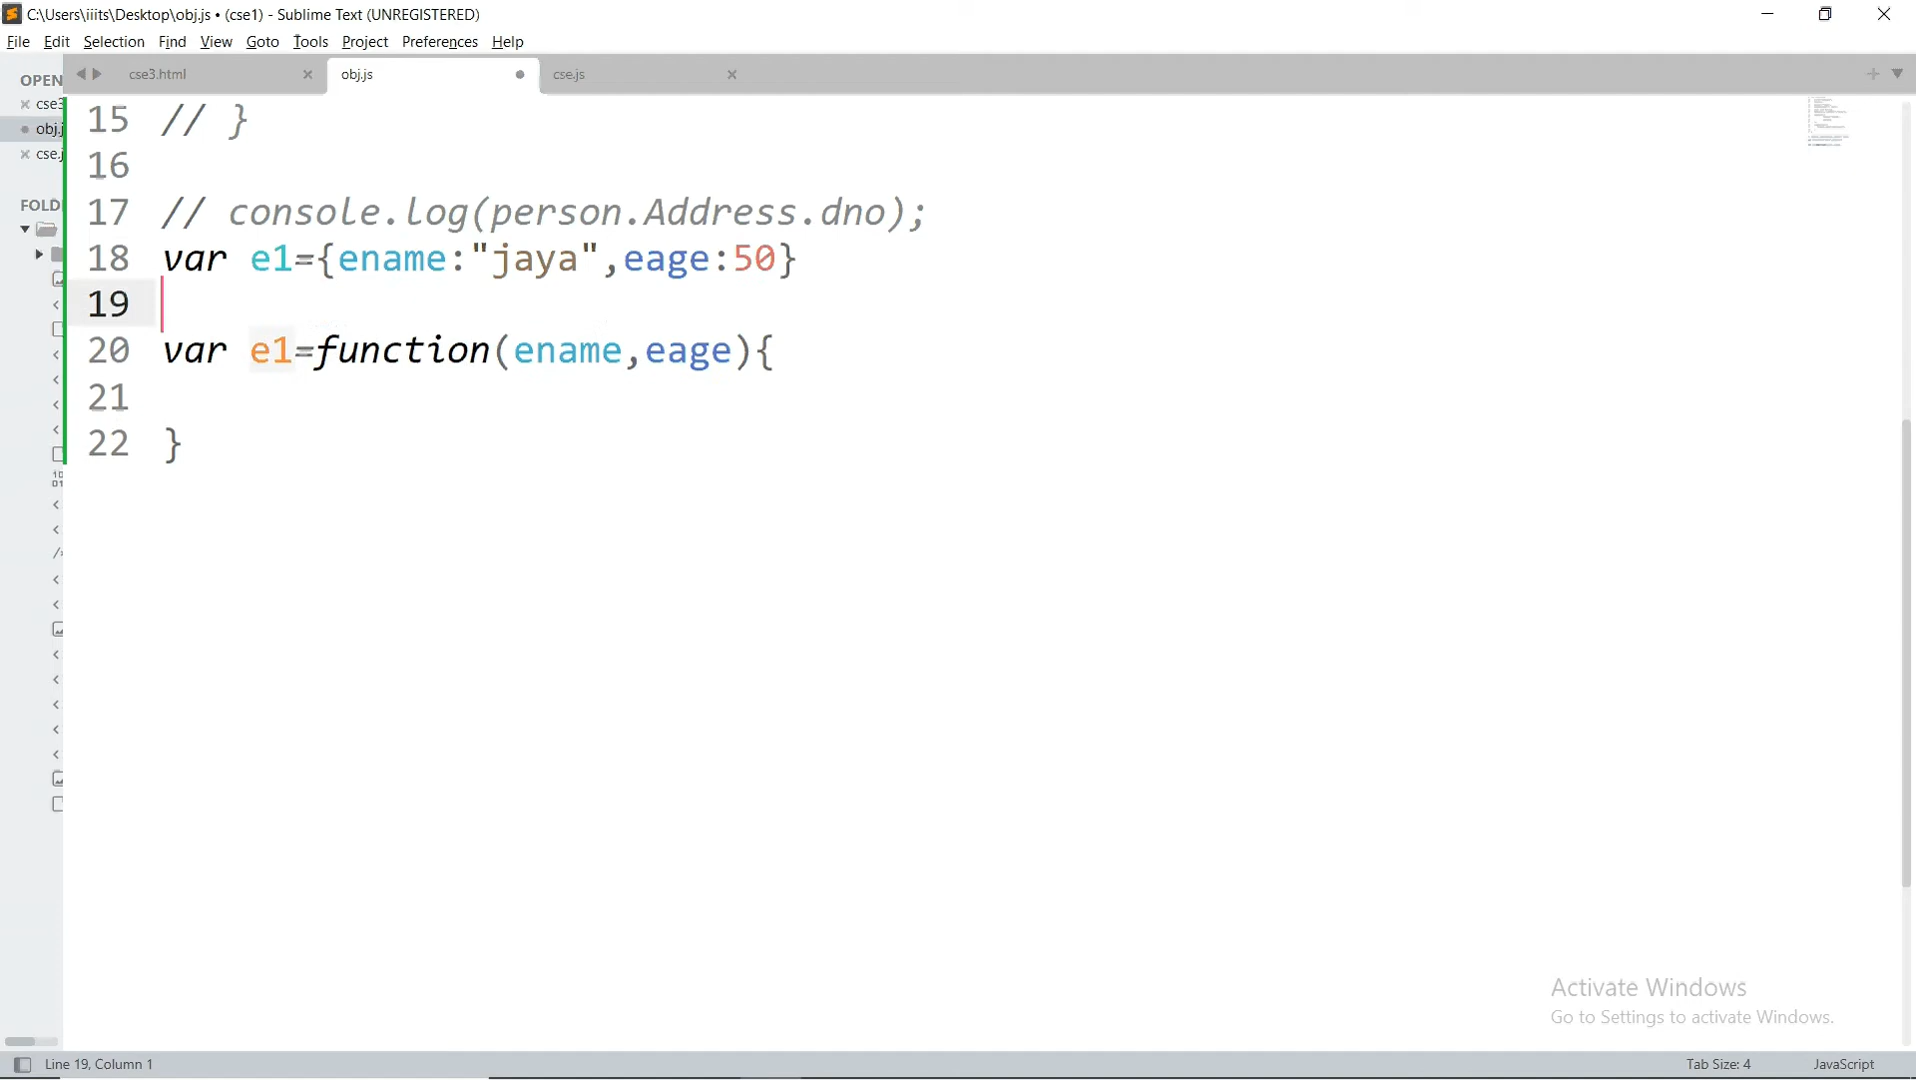 C:\Users\iiits\Desktop\obj.js • (cse1) - Sublime Text (UNREGISTERED)
File Edit Selection Find View Goto Tools Project Preferences Help
OPEN
cse3
obj.j
cse.j
FOLD
cse3.html
obj.js
cse.js
15 // }
16
17 // console.log(person.Address.dno);
18 var e1={ename:"jaya",eage:50}
19
20 var e1=function(ename,eage){
21
22 }
Activate Windows
Go to Settings to activate Windows.
Line 19, Column 1
Tab Size: 4
JavaScript